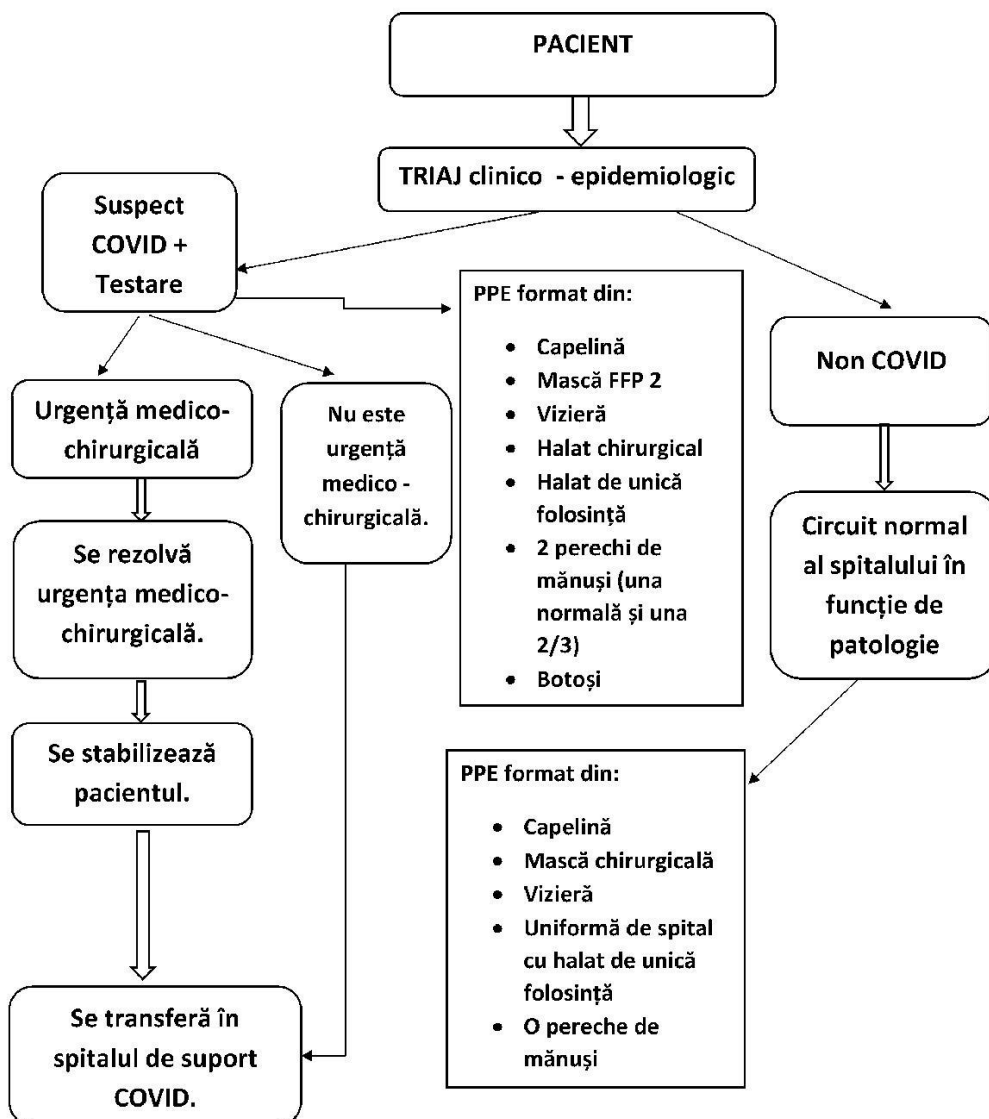 PACIENT
TRIAJ clinico - epidemiologic
Suspect
COVID +
Testare
PPE format din:
• Capelină
• Mască FFP 2
• Vizieră
• Halat chirurgical
• Halat de unică
folosință
• 2 perechi de
mănuși (una
normală și una
2/3)
• Botoși
Non COVID
Urgență medico-
chirurgicală
Nu este
urgență
medico -
chirurgicală.
Circuit normal
al spitalului în
funcție de
patologie
Se rezolvă
urgența medico-
chirurgicală.
Se stabilizează
pacientul.
PPE format din:
• Capelină
• Mască chirurgicală
• Vizieră
• Uniformă de spital
cu halat de unică
folosință
• O pereche de
mănuși
Se transferă în
spitalul de suport
COVID.